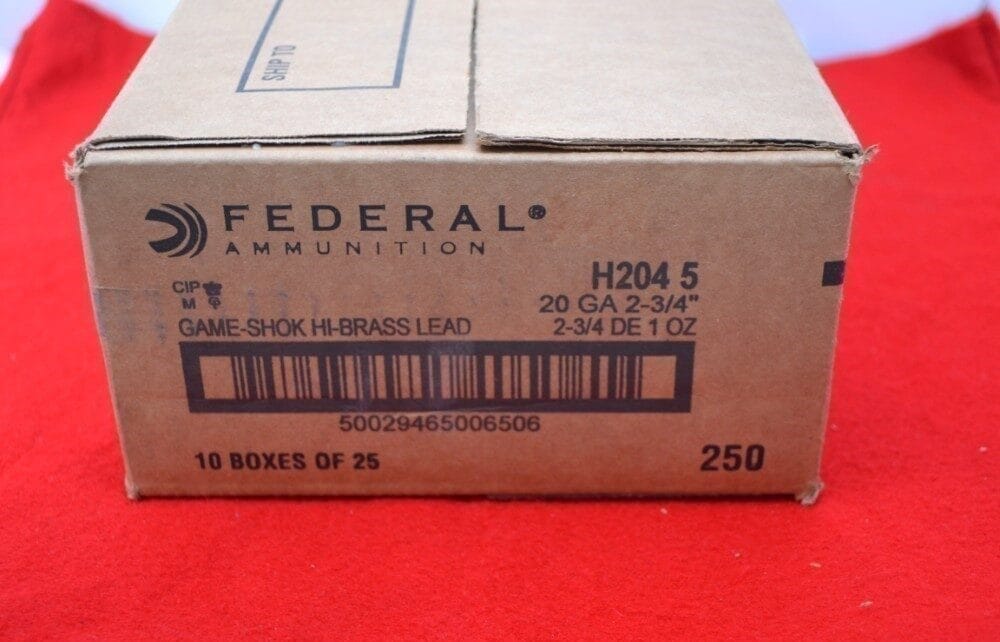 SHIP TO
FEDERAL®
AMMUNITION
H204 5
CIP
M
20 GA 2-3/4"
GAME-SHOK HI-BRASS LEAD 2-3/4 DE 1 OZ
50029465006506
10 BOXES OF 25 250